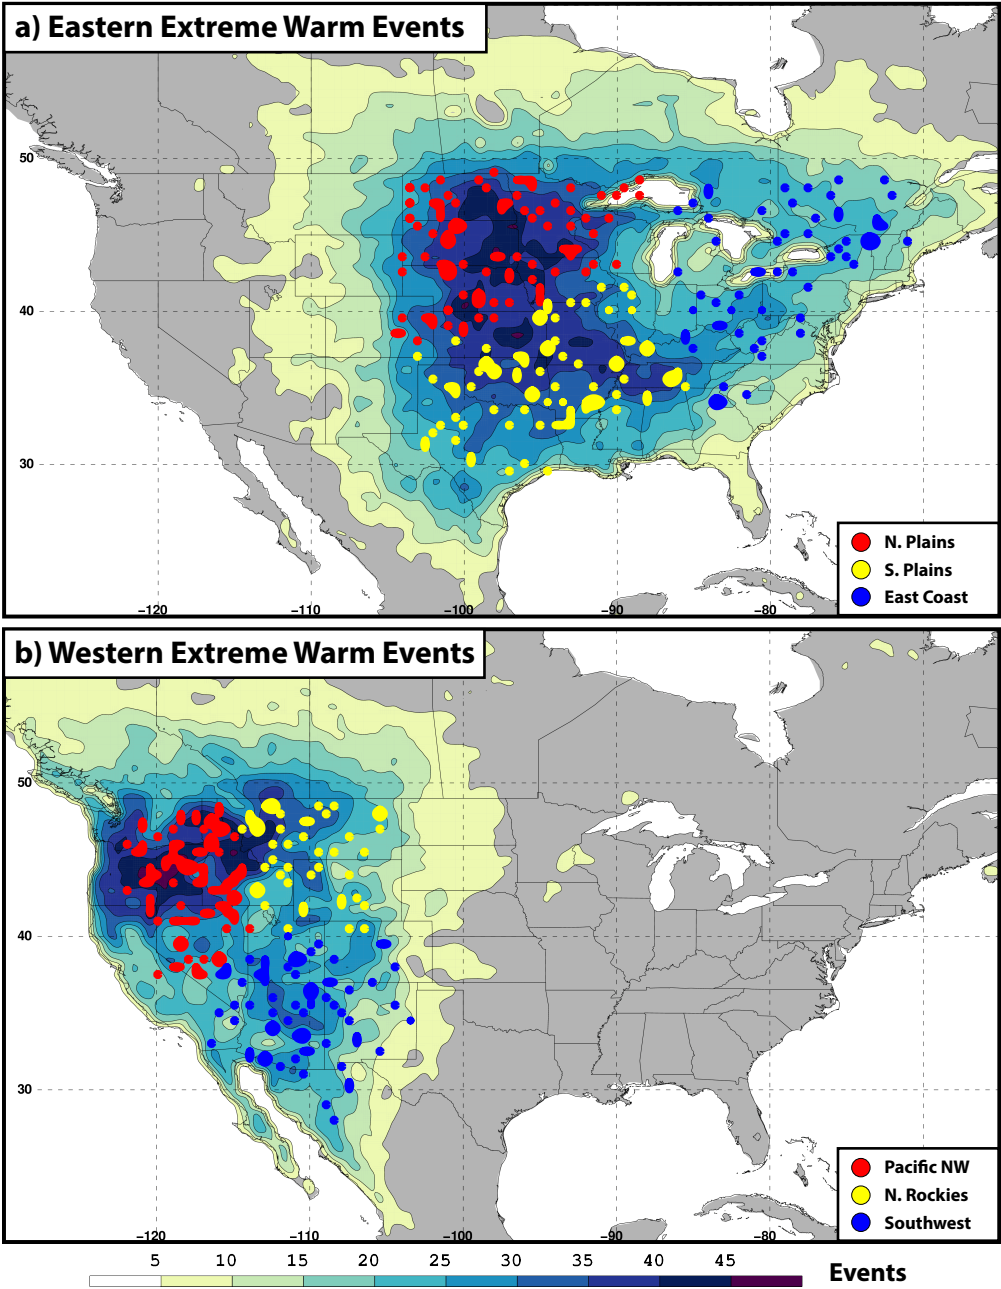 a) Eastern Extreme Warm Events
50
40
30
−120
−110
−100
−90
−80
N. Plains
S. Plains
East Coast
b) Western Extreme Warm Events
50
40
30
−120
−110
−100
−90
−80
Pacific NW
N. Rockies
Southwest
5 10 15 20 25 30 35 40 45
Events